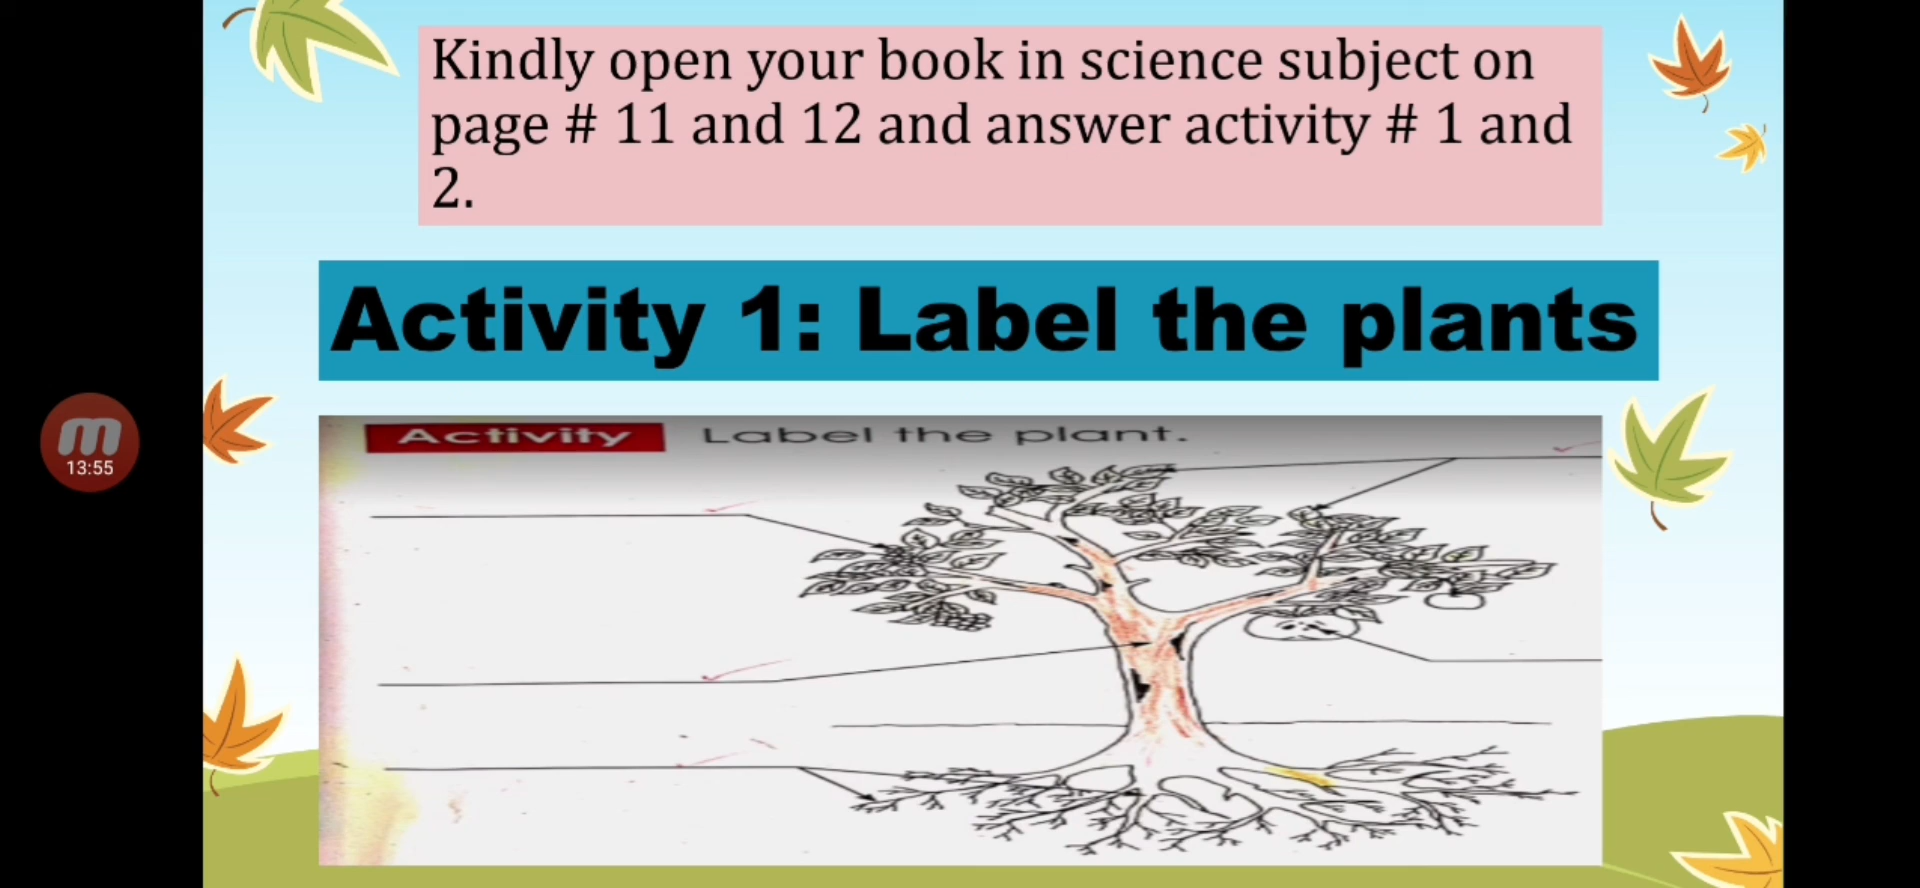 Kindly open your book in science subject on
page # 11 and 12 and answer activity # 1 and
2.
Activity 1: Label the plants
Activity Label the plant.
m
13:55